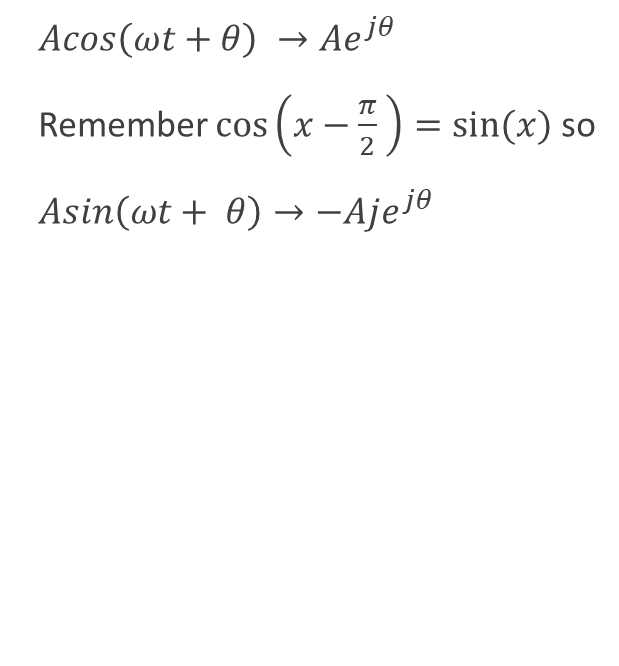 Acos(ωt + θ) → Ae^{jθ}
Remember cos(x − π/2) = sin(x) so
Asin(ωt + θ) → −Aje^{jθ}